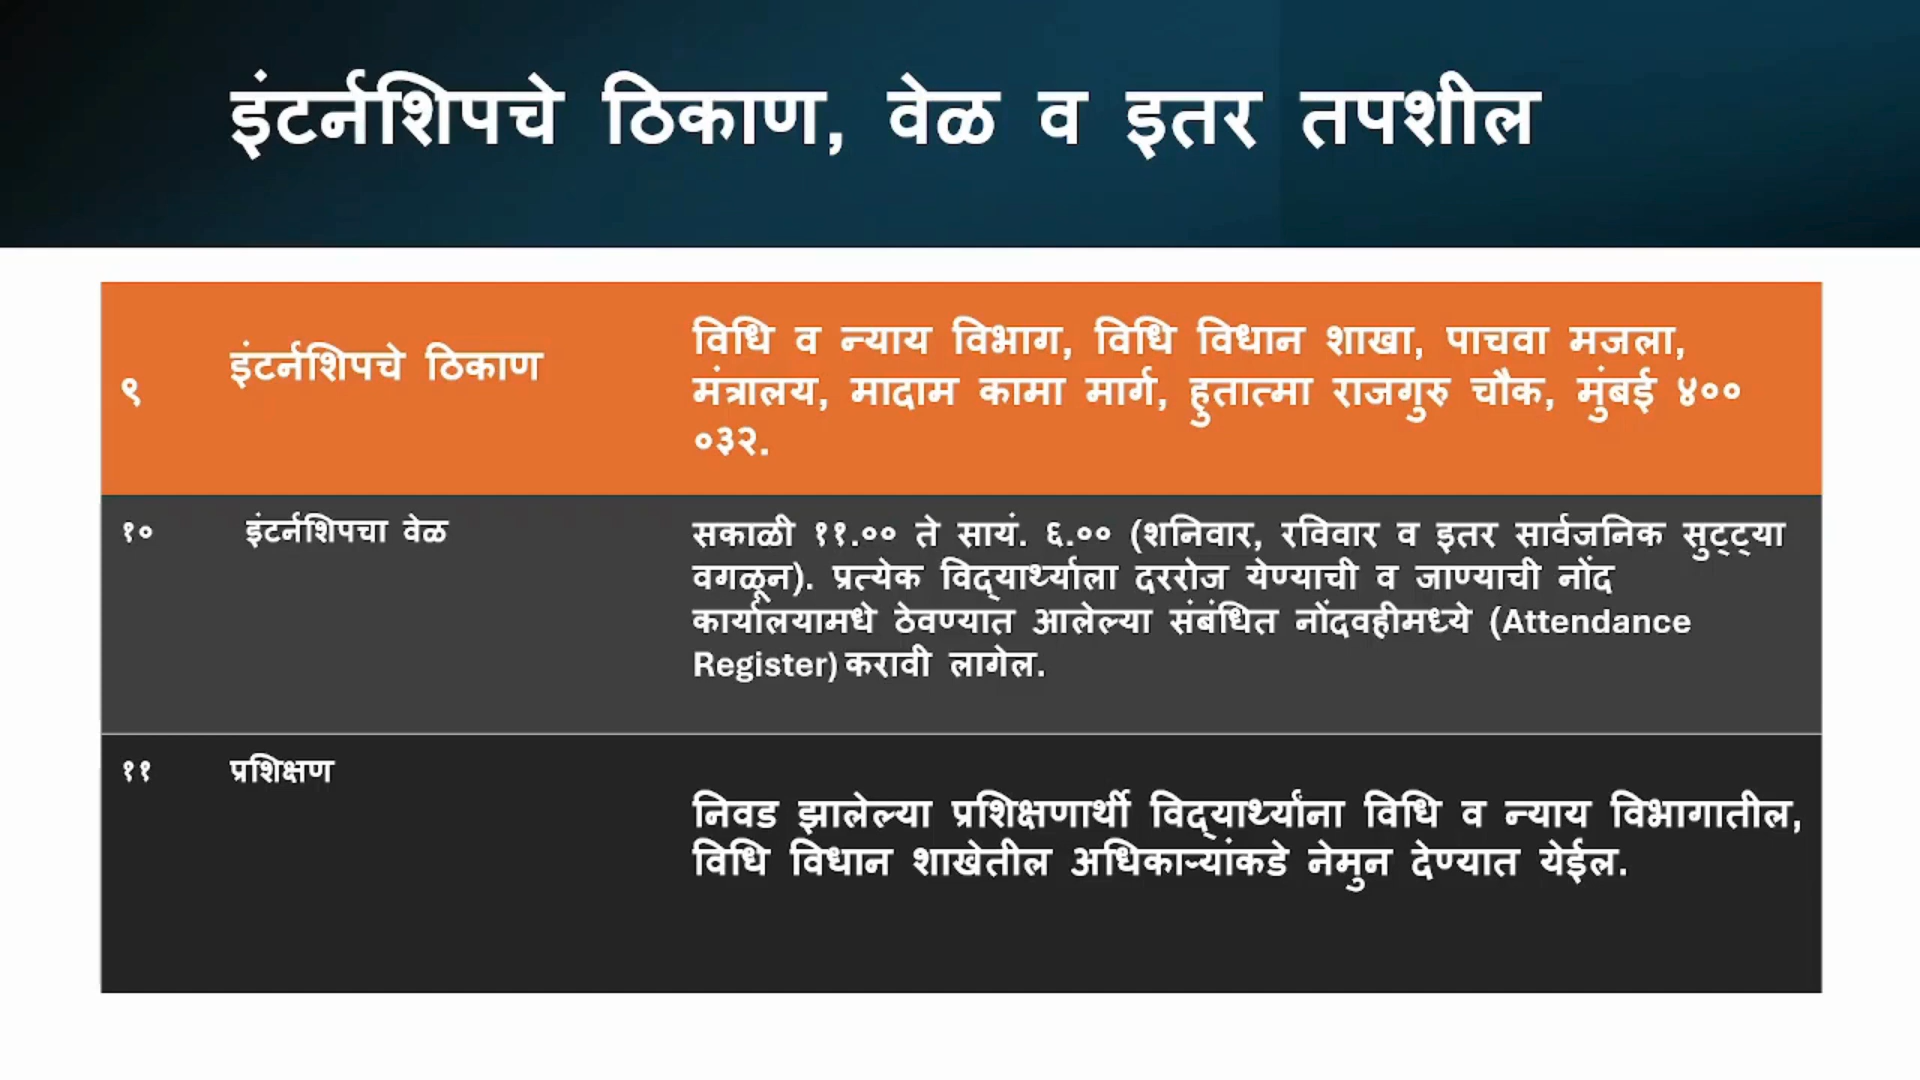 इंटर्नशिपचे ठिकाण, वेळ व इतर तपशील
९
इंटर्नशिपचे ठिकाण
विधि व न्याय विभाग, विधि विधान शाखा, पाचवा मजला,
मंत्रालय, मादाम कामा मार्ग, हुतात्मा राजगुरु चौक, मुंबई ४००
०३२.
१०
इंटर्नशिपचा वेळ
सकाळी ११.०० ते सायं. ६.०० (शनिवार, रविवार व इतर सार्वजनिक सुट्ट्या
वगळून). प्रत्येक विद्यार्थ्याला दररोज येण्याची व जाण्याची नोंद
कार्यालयामधे ठेवण्यात आलेल्या संबंधित नोंदवहीमध्ये (Attendance
Register) करावी लागेल.
११
प्रशिक्षण
निवड झालेल्या प्रशिक्षणार्थी विद्यार्थ्यांना विधि व न्याय विभागातील,
विधि विधान शाखेतील अधिकाऱ्यांकडे नेमुन देण्यात येईल.